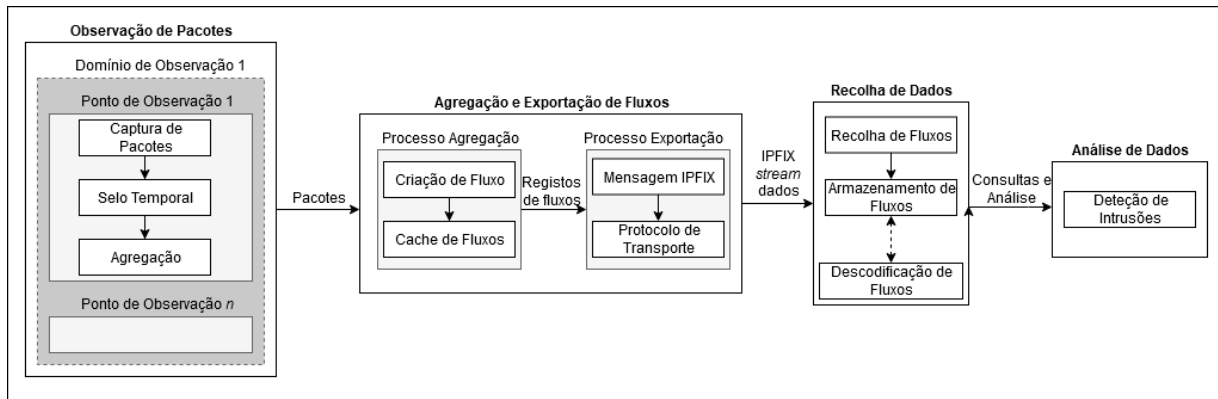 Observação de Pacotes
Domínio de Observação 1
Ponto de Observação 1
Captura de
Pacotes
Selo Temporal
Agregação
Ponto de Observação n
Pacotes
Agregação e Exportação de Fluxos
Processo Agregação
Criação de Fluxo
Cache de Fluxos
Registos
de fluxos
Processo Exportação
Mensagem IPFIX
Protocolo de
Transporte
IPFIX
stream
dados
Recolha de Dados
Recolha de Fluxos
Armazenamento de
Fluxos
Descodificação de
Fluxos
Consultas e
Análise
Análise de Dados
Deteção de
Intrusões